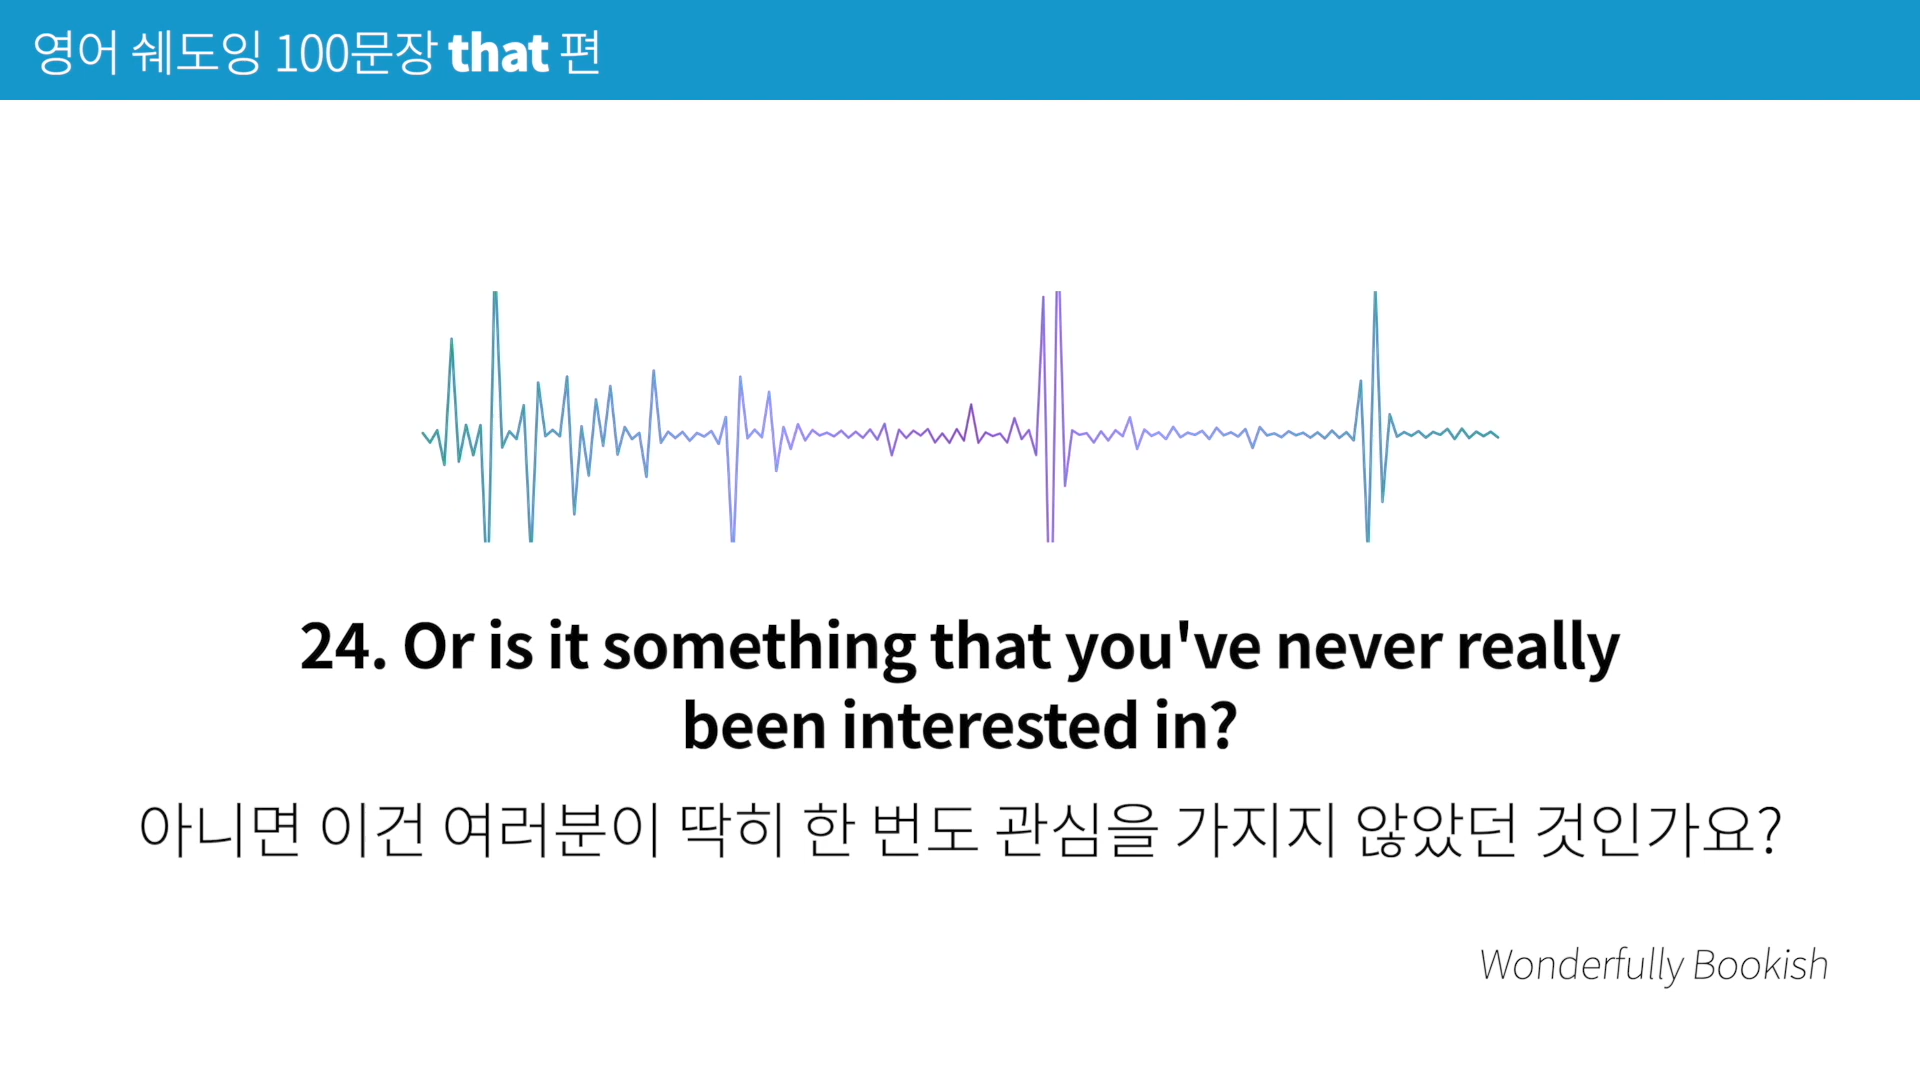 영어 쉐도잉 100문장 that 편
24. Or is it something that you've never really
been interested in?
아니면 이건 여러분이 딱히 한 번도 관심을 가지지 않았던 것인가요?
Wonderfully Bookish